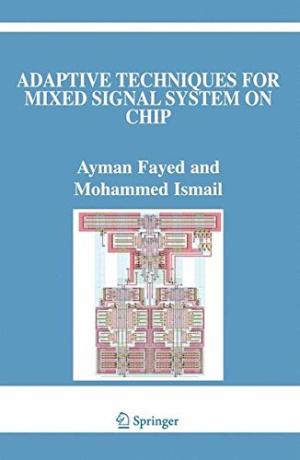 ADAPTIVE TECHNIQUES FOR
MIXED SIGNAL SYSTEM ON
CHIP
Ayman Fayed and
Mohammed Ismail
Springer